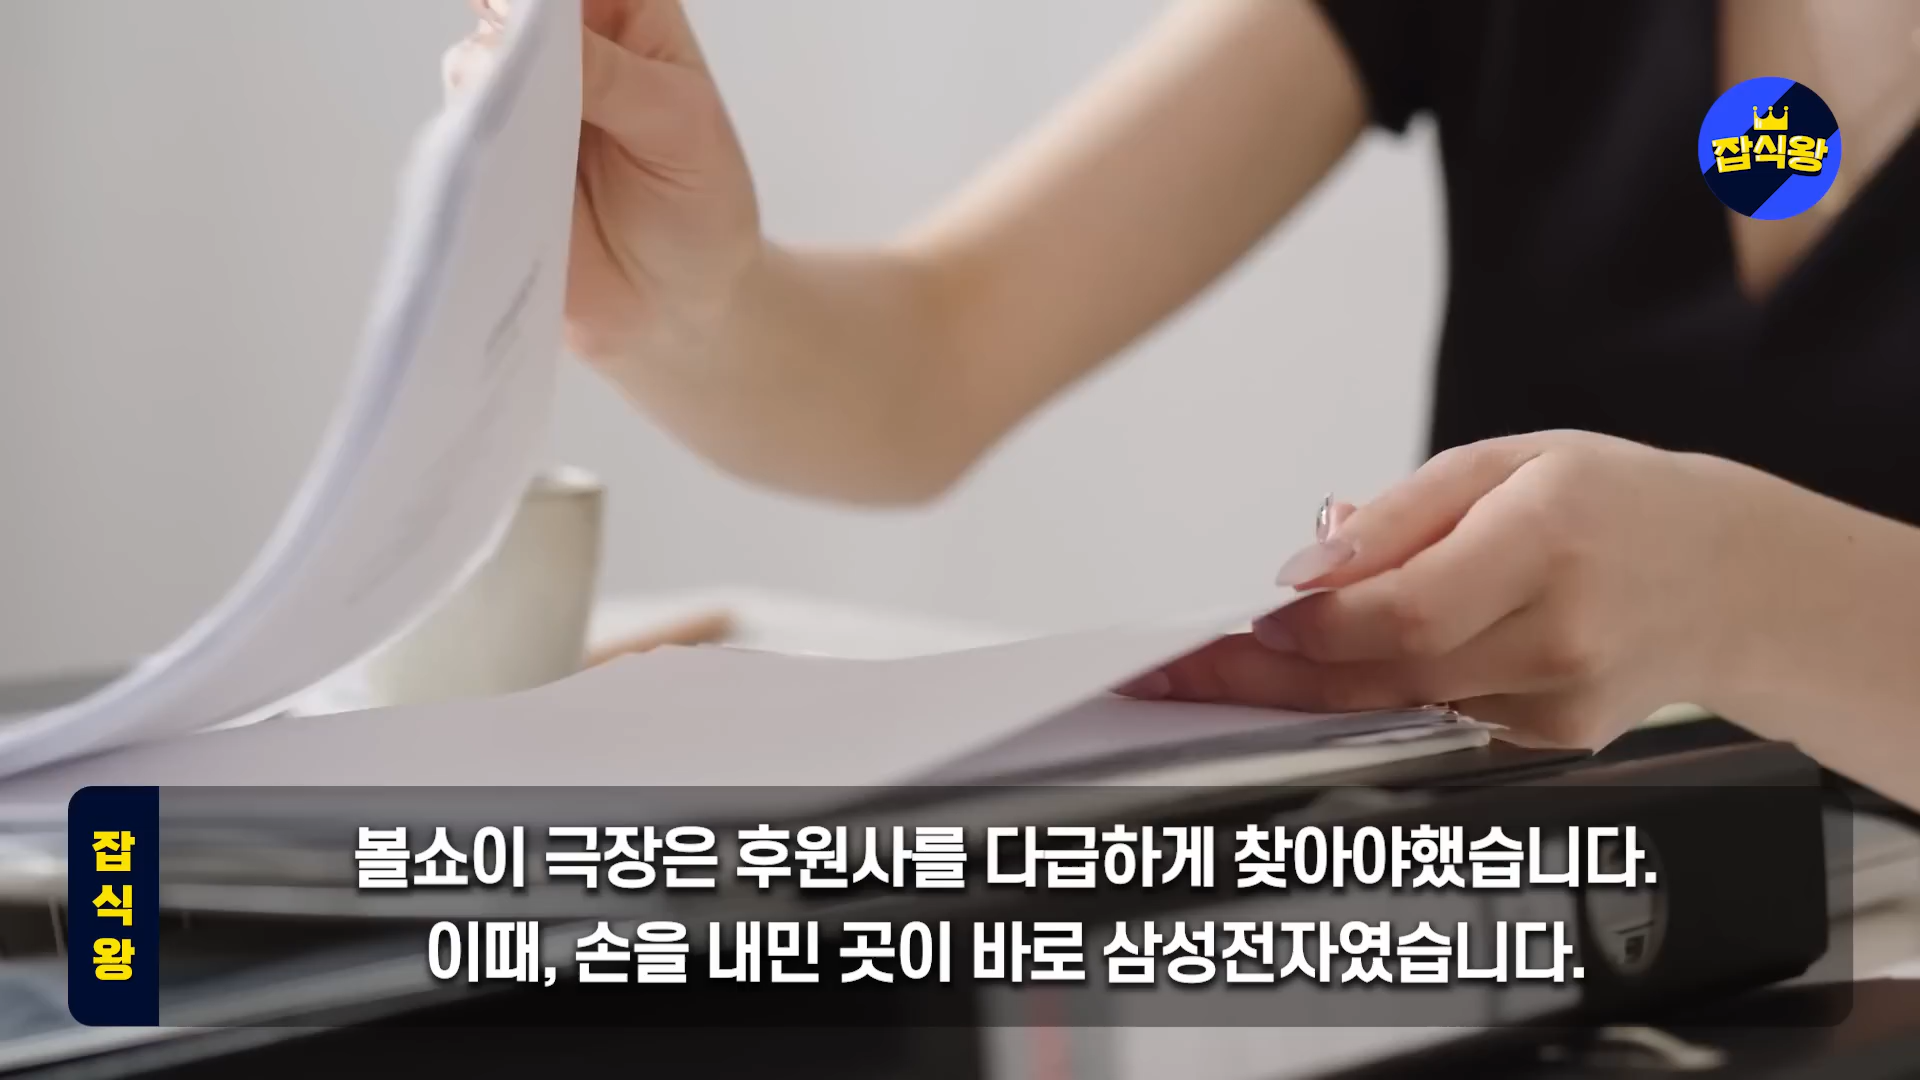 잡식왕
잡
식
왕
볼쇼이 극장은 후원사를 다급하게 찾아야했습니다.
이때, 손을 내민 곳이 바로 삼성전자였습니다.